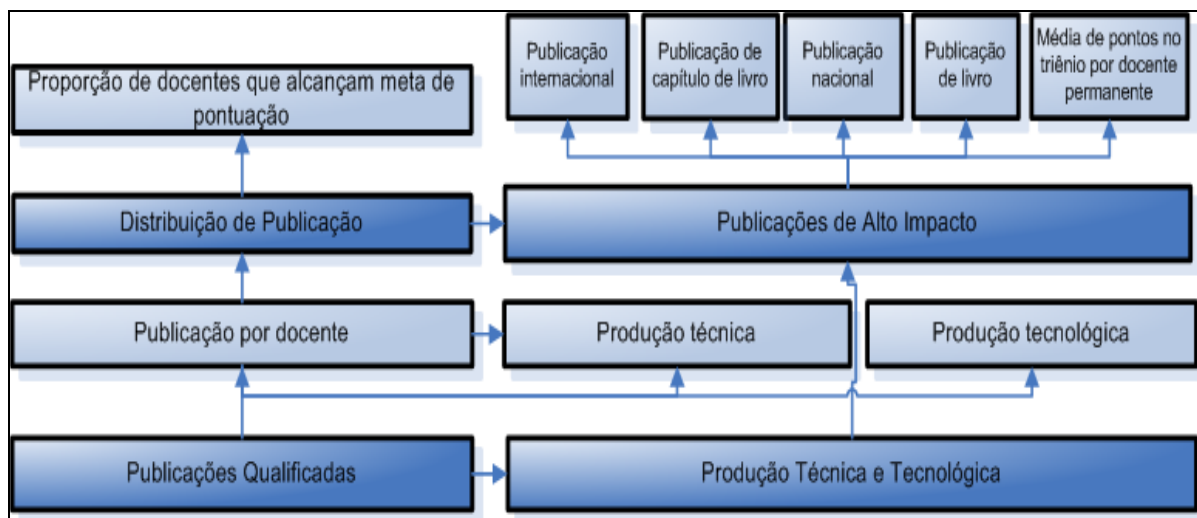 Proporção de docentes que alcançam meta de
pontuação
Publicação
internacional
Publicação de
capítulo de livro
Publicação
nacional
Publicação
de livro
Média de pontos no
triênio por docente
permanente
Distribuição de Publicação
Publicações de Alto Impacto
Publicação por docente
Produção técnica
Produção tecnológica
Publicações Qualificadas
Produção Técnica e Tecnológica